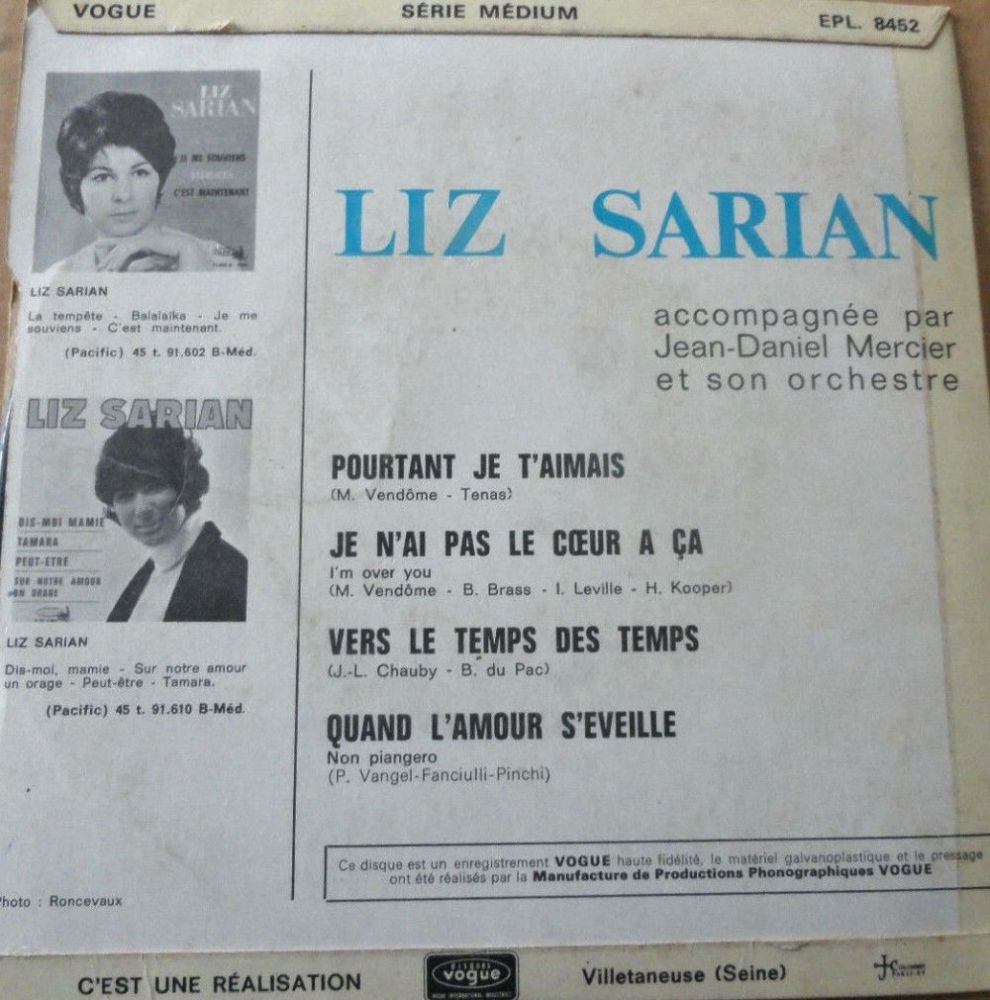 VOGUE SÉRIE MÉDIUM EPL. 8452
LIZ
SARIAN
JE ME SOUVIENS
C'EST MAINTENANT
LIZ SARIAN
La tempête - Balalaïka - Je me
souviens - C'est maintenant.
(Pacific) 45 t. 91.602 B-Méd.
LIZ SARIAN
DIS-MOI MAMIE
TAMARA
PEUT-ETRE
SUR NOTRE AMOUR
UN ORAGE
LIZ SARIAN
Dis-moi, mamie - Sur notre amour
un orage - Peut-être - Tamara.
(Pacific) 45 t. 91.610 B-Méd.
Photo : Roncevaux
LIZ SARIAN
accompagnée par
Jean-Daniel Mercier
et son orchestre
POURTANT JE T'AIMAIS
(M. Vendôme - Tenas)
JE N'AI PAS LE CŒUR A ÇA
I'm over you
(M. Vendôme - B. Brass - I. Leville - H. Kooper)
VERS LE TEMPS DES TEMPS
(J.-L. Chauby - B. du Pac)
QUAND L'AMOUR S'EVEILLE
Non piangero
(P. Vangel-Fanciulli-Pinchi)
Ce disque est un enregistrement VOGUE haute fidélité, le matériel galvanoplastique et le pressage
ont été réalisés par la Manufacture de Productions Phonographiques VOGUE
C'EST UNE RÉALISATION
DISQUES
vogue
VOGUE INTERNATIONAL INDUSTRIES
Villetaneuse (Seine)